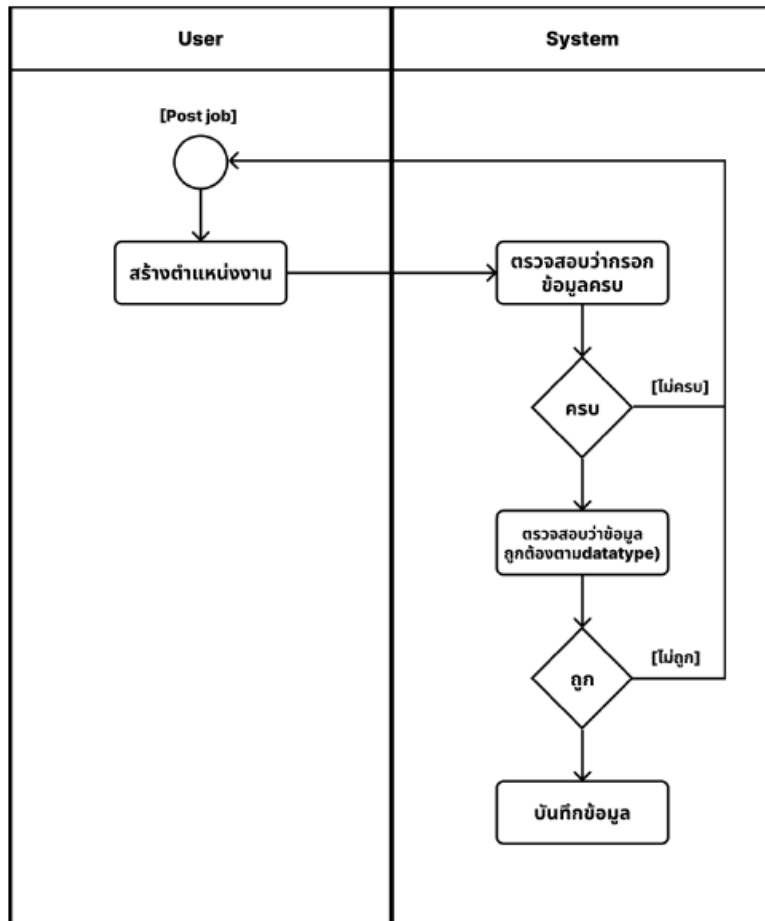 User
System
[Post job]
สร้างตำแหน่งงาน
ตรวจสอบว่ากรอก
ข้อมูลครบ
[ไม่ครบ]
ครบ
ตรวจสอบว่าข้อมูล
ถูกต้องตามdatatype)
[ไม่ถูก]
ถูก
บันทึกข้อมูล